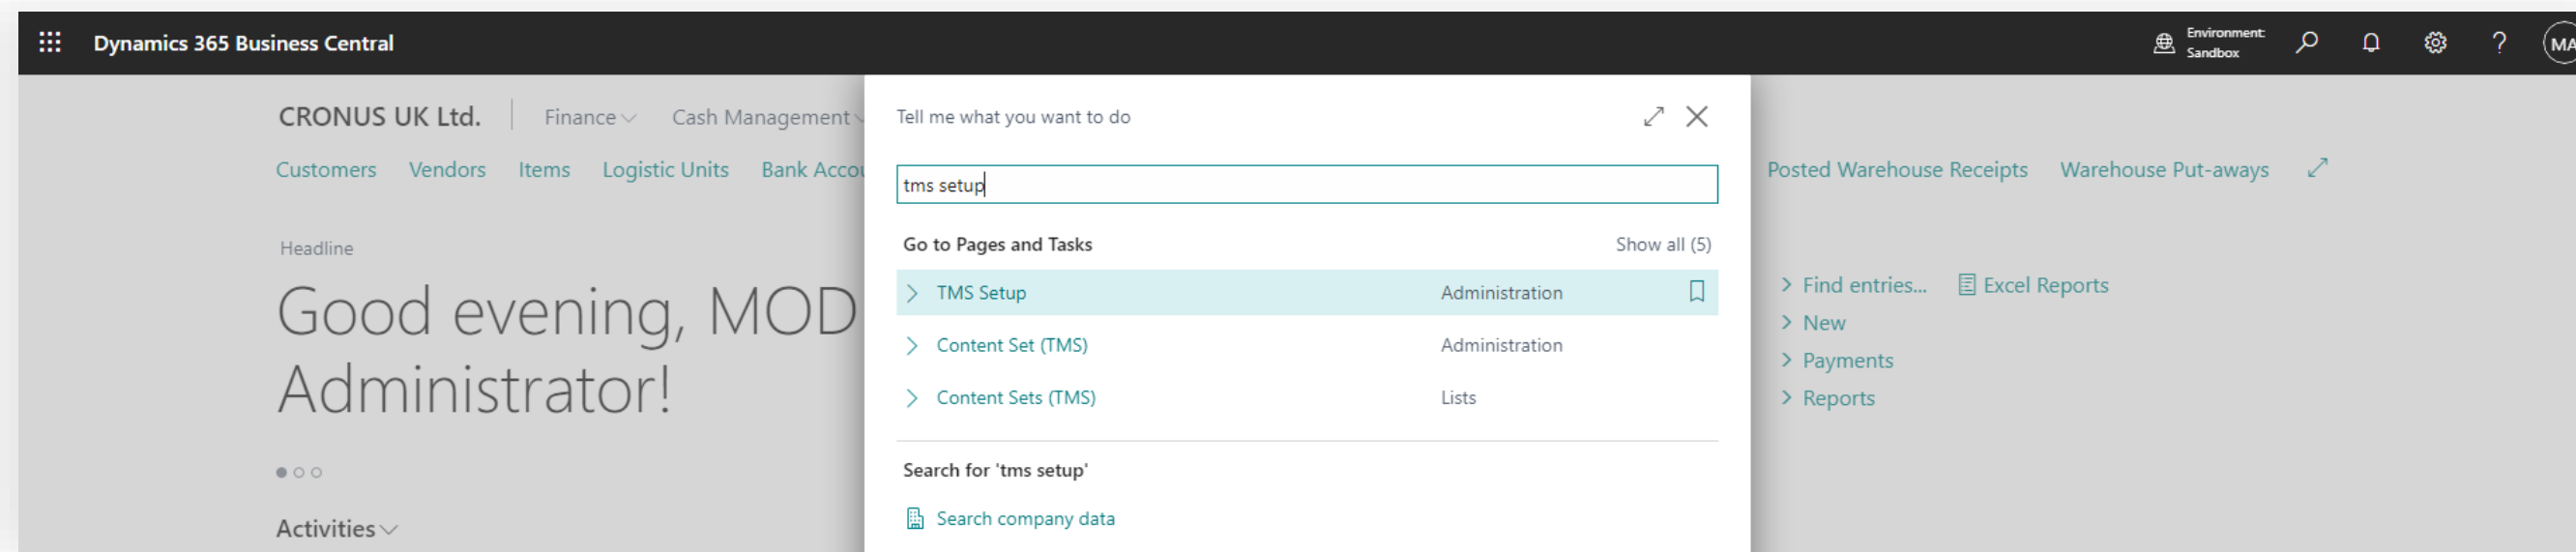 Dynamics 365 Business Central
Environment:
Sandbox
MA
CRONUS UK Ltd.
Finance
Cash Management
Customers
Vendors
Items
Logistic Units
Bank Accou
Posted Warehouse Receipts
Warehouse Put-aways
Headline
Good evening, MOD
Administrator!
Activities
Tell me what you want to do
tms setup
Go to Pages and Tasks
Show all (5)
TMS Setup
Administration
Content Set (TMS)
Administration
Content Sets (TMS)
Lists
Search for 'tms setup'
Search company data
Find entries...
Excel Reports
New
Payments
Reports